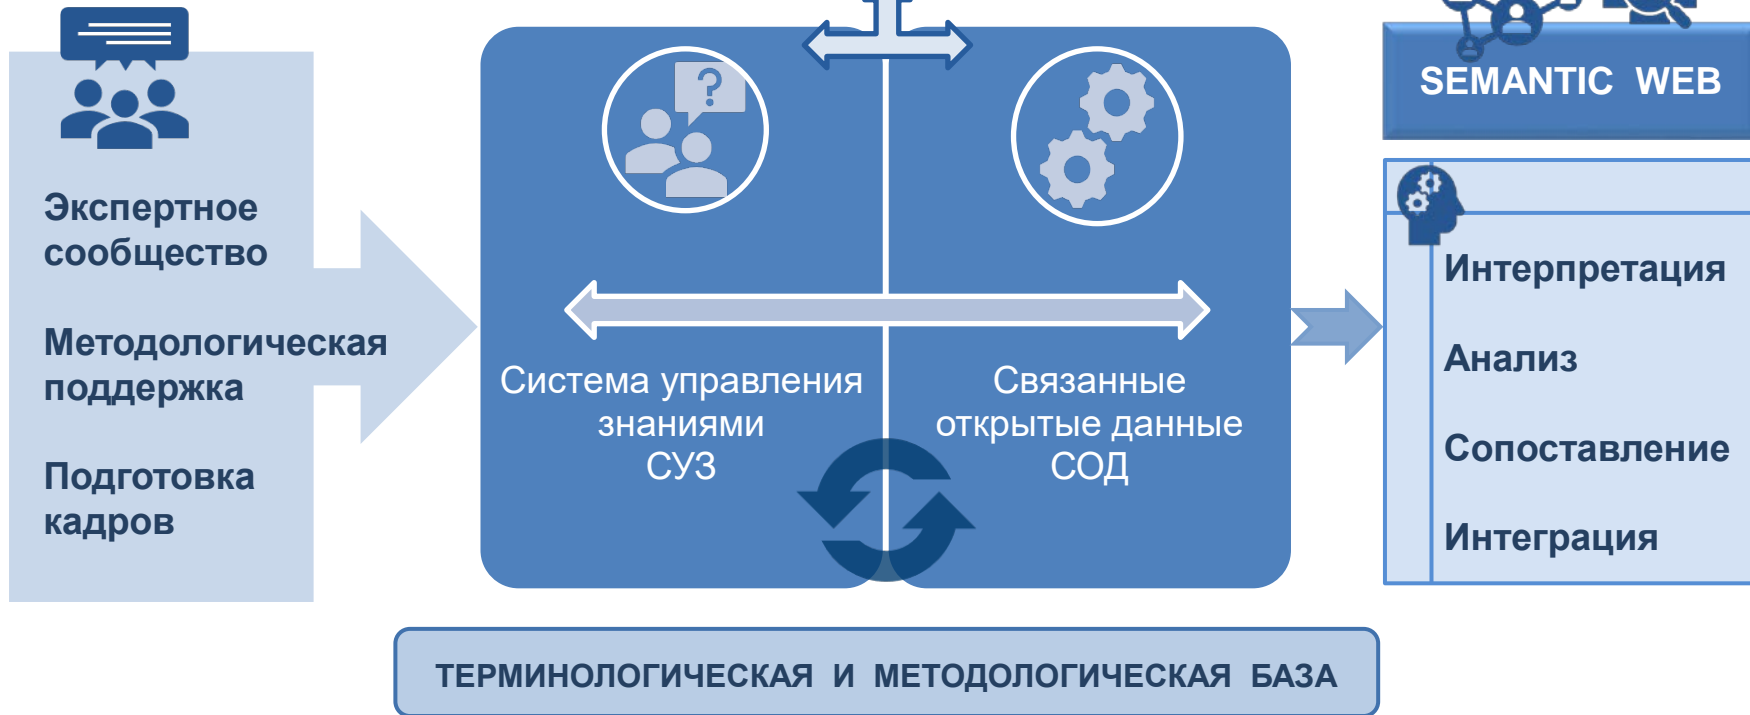 Экспертное
сообщество
Методологическая
поддержка
Подготовка
кадров
?
Система управления
знаниями
СУЗ
Связанные
открытые данные
СОД
SEMANTIC WEB
Интерпретация
Анализ
Сопоставление
Интеграция
ТЕРМИНОЛОГИЧЕСКАЯ И МЕТОДОЛОГИЧЕСКАЯ БАЗА